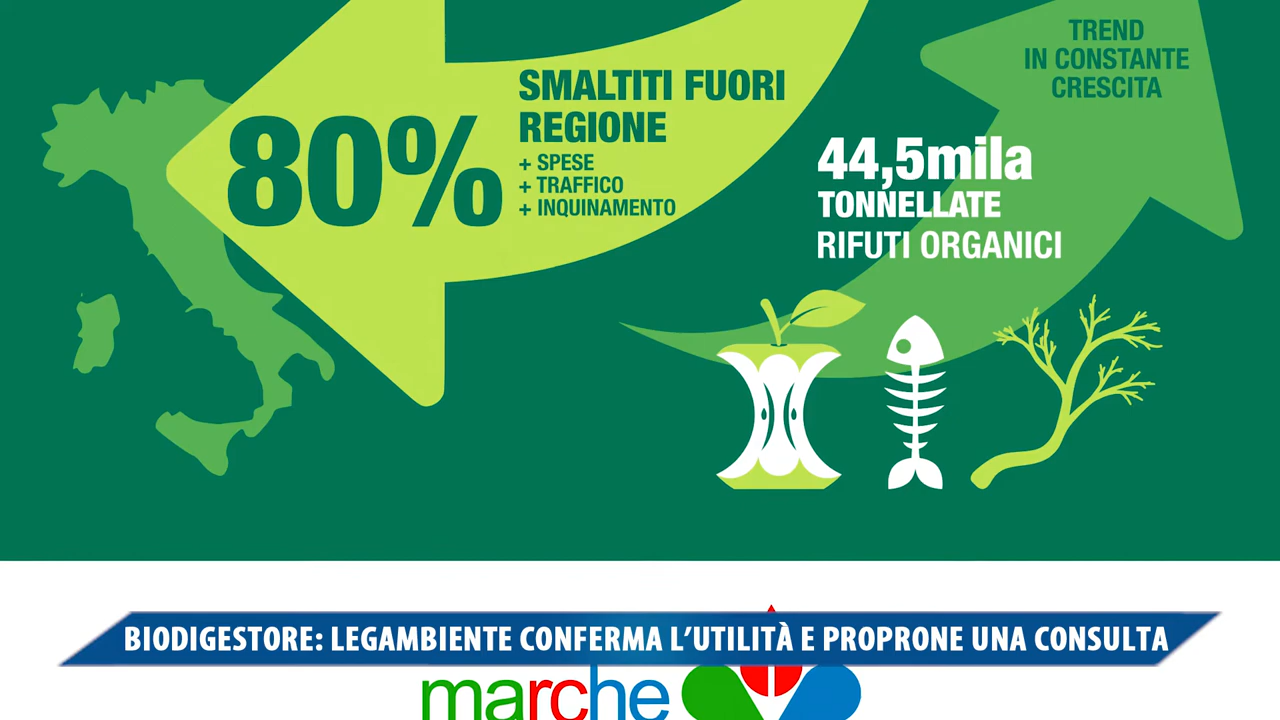 80%
SMALTITI FUORI
REGIONE
+ SPESE
+ TRAFFICO
+ INQUINAMENTO
TREND
IN CONSTANTE
CRESCITA
44,5mila
TONNELLATE
RIFUTI ORGANICI
BIODIGESTORE: LEGAMBIENTE CONFERMA L'UTILITÀ E PROPRONE UNA CONSULTA
marche